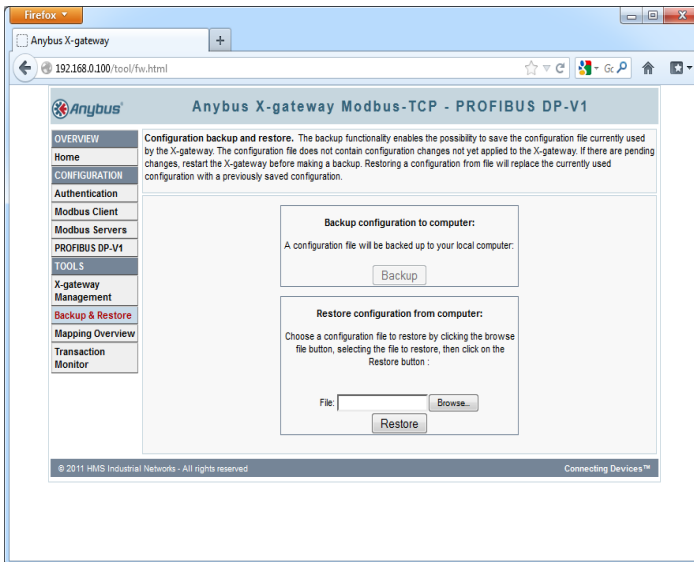 Firefox
Anybus X-gateway
192.168.0.100/tool/fw.html
Anybus
Anybus X-gateway Modbus-TCP - PROFIBUS DP-V1
OVERVIEW
Home
CONFIGURATION
Authentication
Modbus Client
Modbus Servers
PROFIBUS DP-V1
TOOLS
X-gateway
Management
Backup & Restore
Mapping Overview
Transaction
Monitor
Configuration backup and restore. The backup functionality enables the possibility to save the configuration file currently used
by the X-gateway. The configuration file does not contain configuration changes not yet applied to the X-gateway. If there are pending
changes, restart the X-gateway before making a backup. Restoring a configuration from file will replace the currently used
configuration with a previously saved configuration.
Backup configuration to computer:
A configuration file will be backed up to your local computer:
Backup
Restore configuration from computer:
Choose a configuration file to restore by clicking the browse
file button, selecting the file to restore, then click on the
Restore button :
File:
Browse...
Restore
© 2011 HMS Industrial Networks - All rights reserved
Connecting Devices™